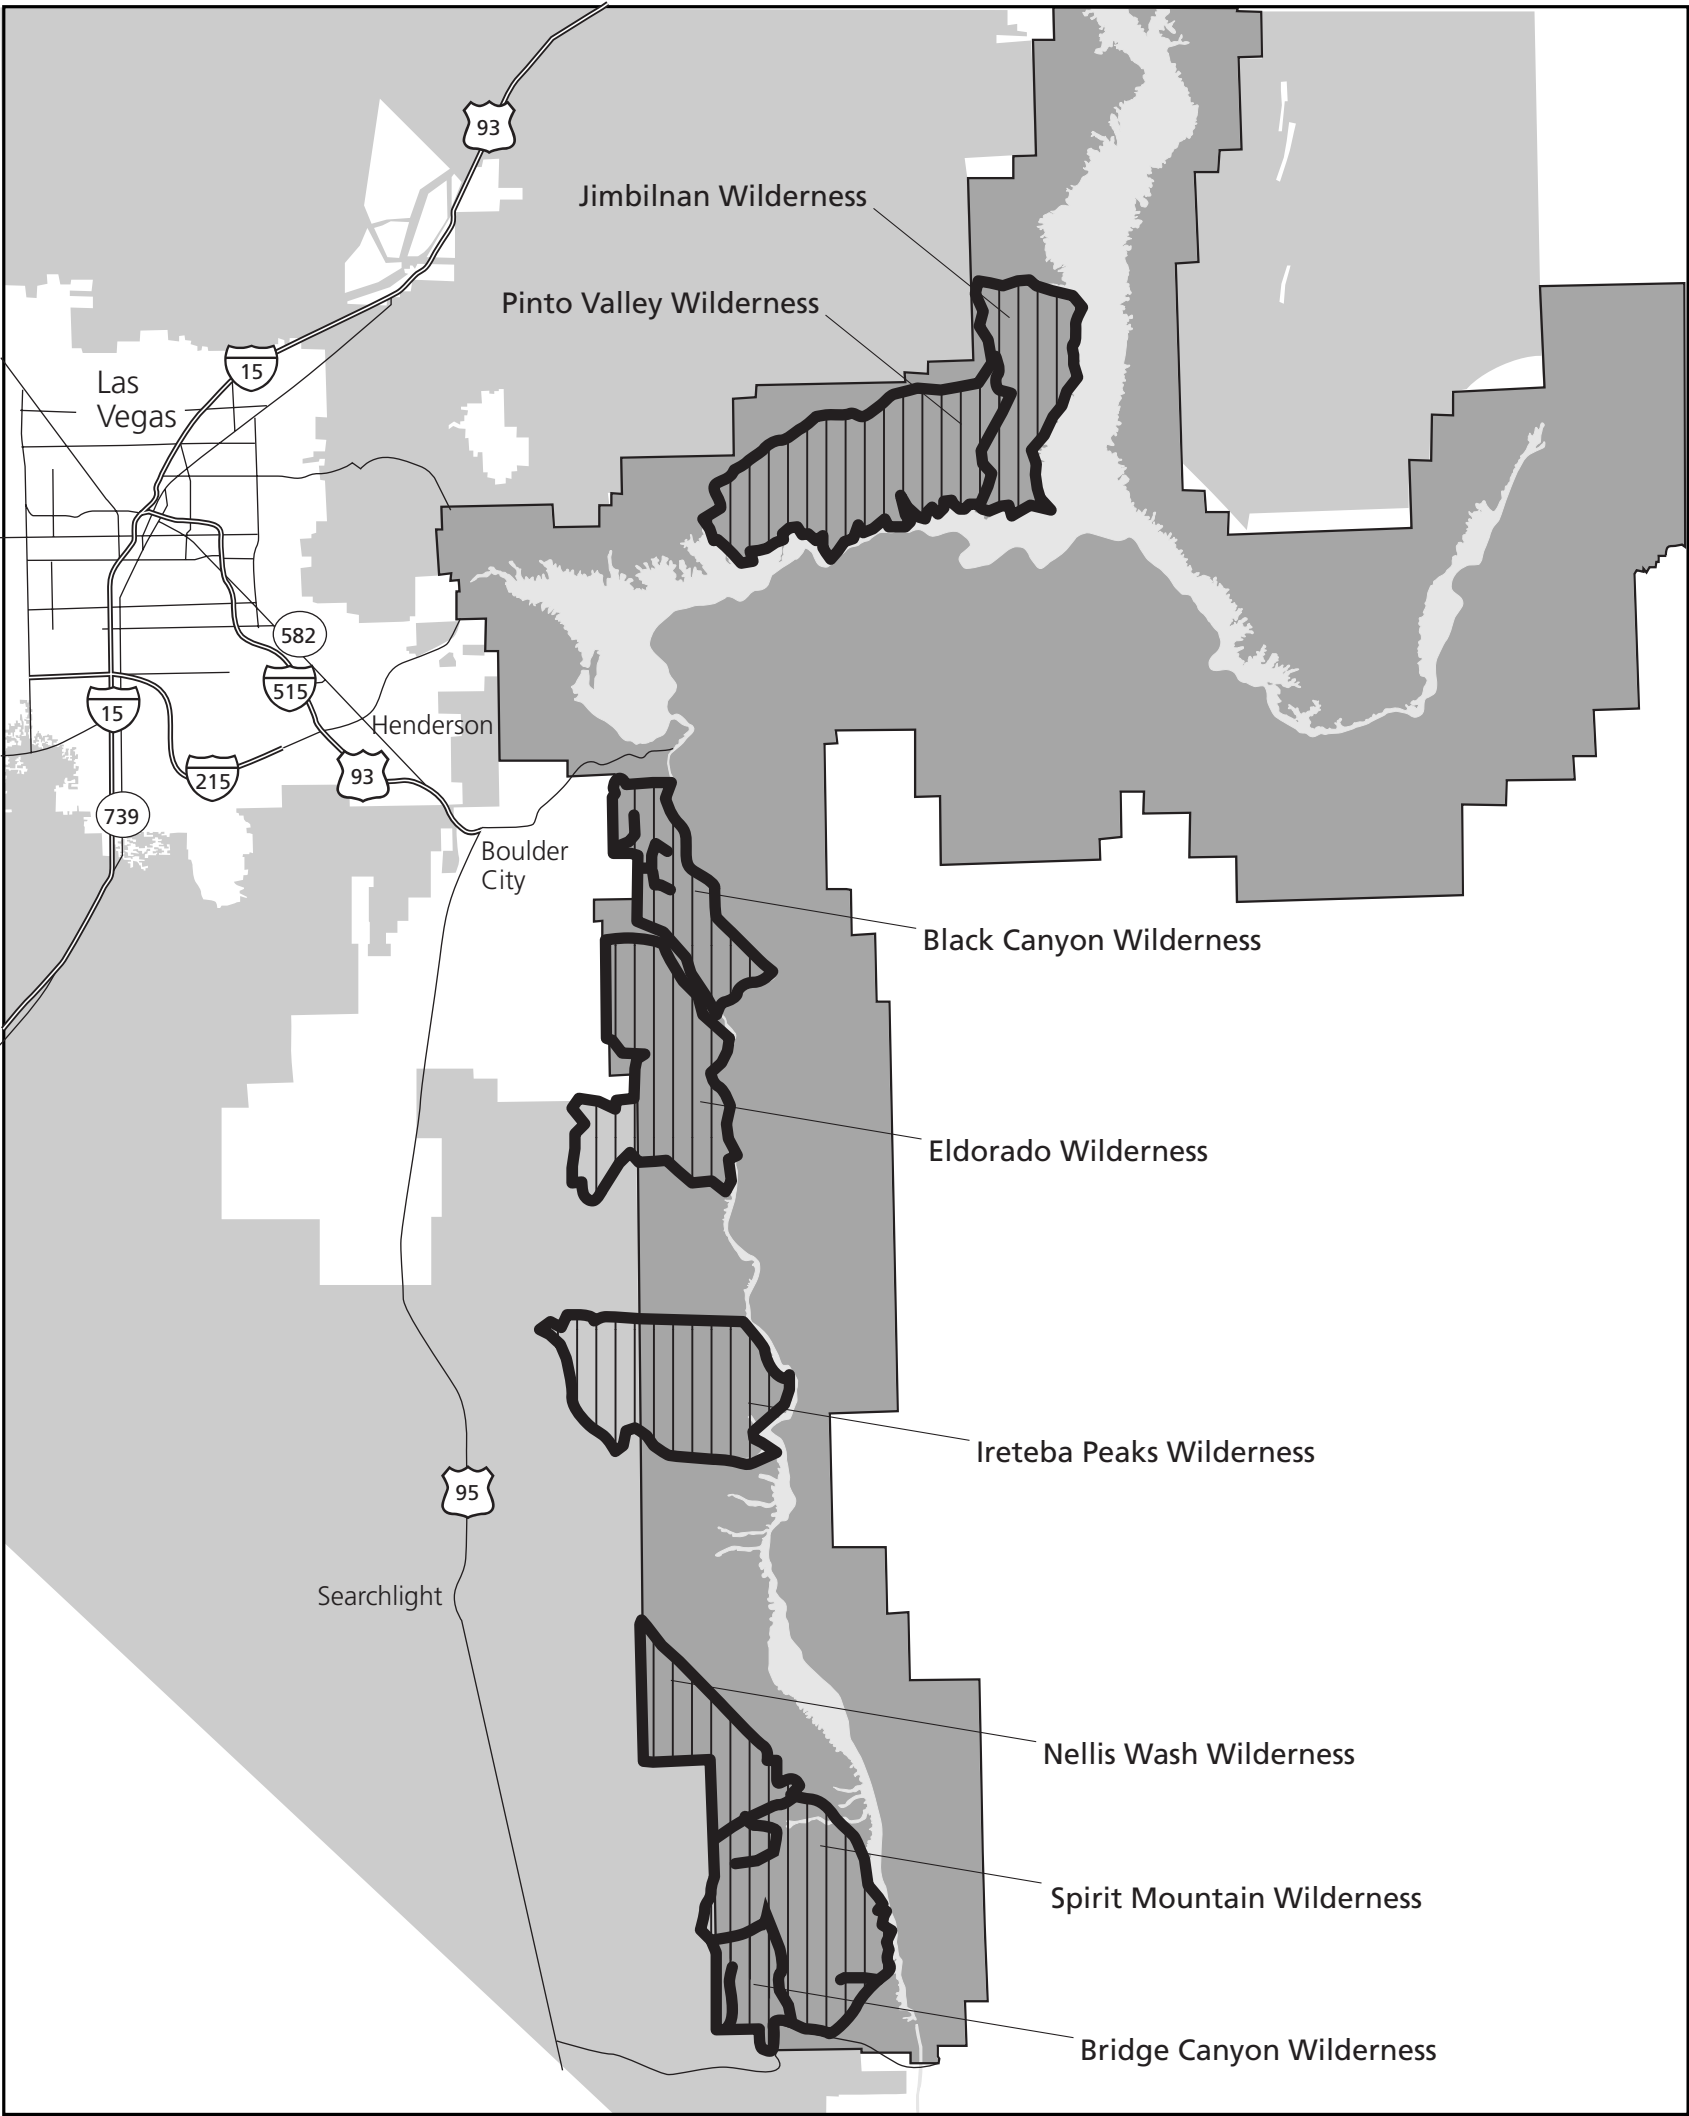 93
Jimbilnan Wilderness
Pinto Valley Wilderness
15
Las
Vegas
582
515
15
Henderson
93
215
739
Boulder
City
Black Canyon Wilderness
Eldorado Wilderness
Ireteba Peaks Wilderness
95
Searchlight
Nellis Wash Wilderness
Spirit Mountain Wilderness
Bridge Canyon Wilderness